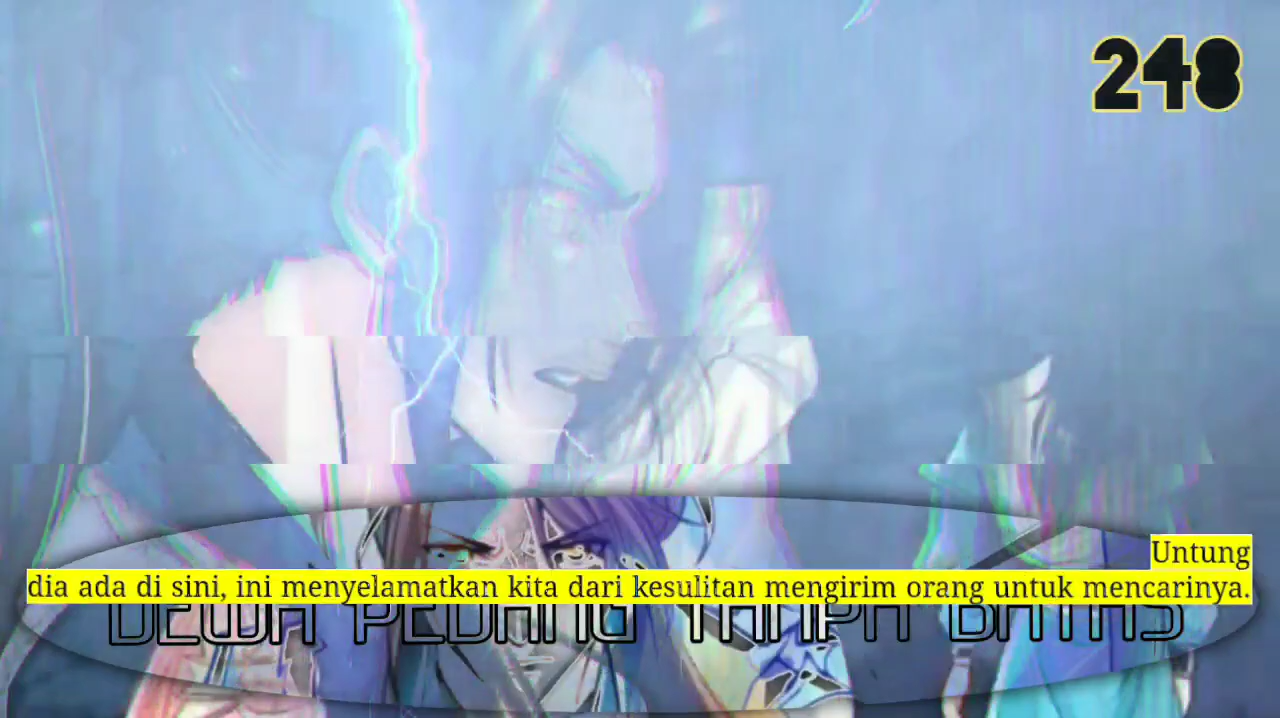 248
Untung
dia ada di sini, ini menyelamatkan kita dari kesulitan mengirim orang untuk mencarinya.
DEWA PEDANG TANPA BATAS